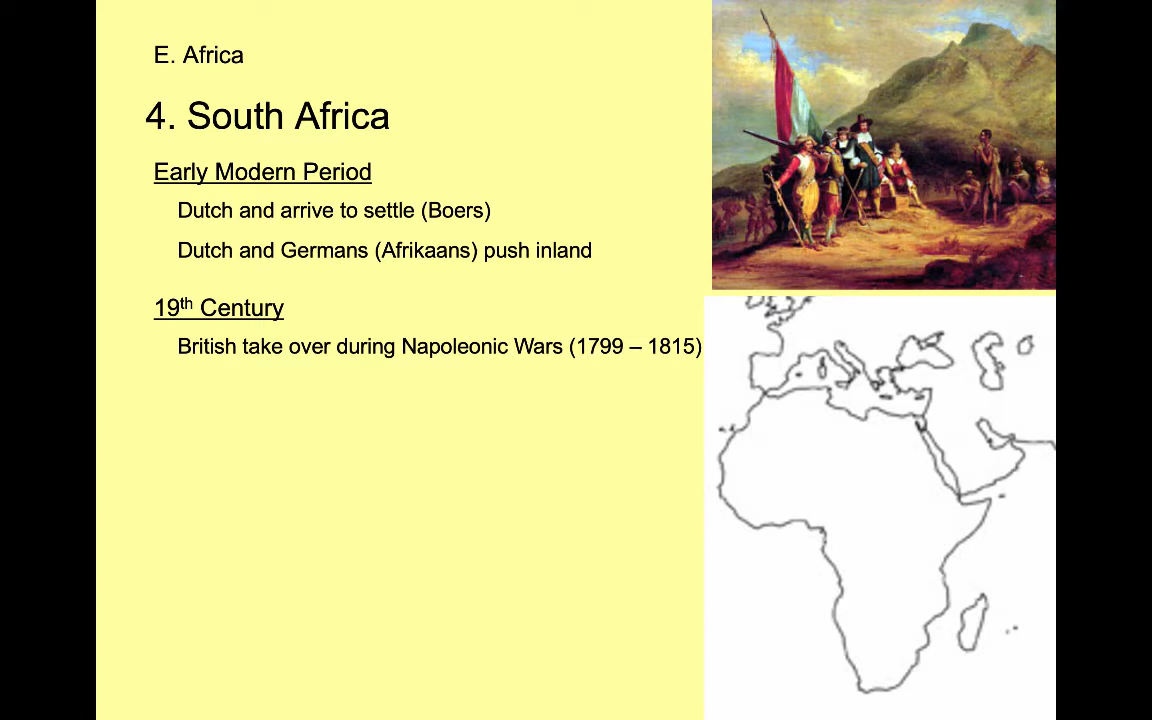 E. Africa
4. South Africa
Early Modern Period
Dutch and arrive to settle (Boers)
Dutch and Germans (Afrikaans) push inland
19th Century
British take over during Napoleonic Wars (1799 – 1815)